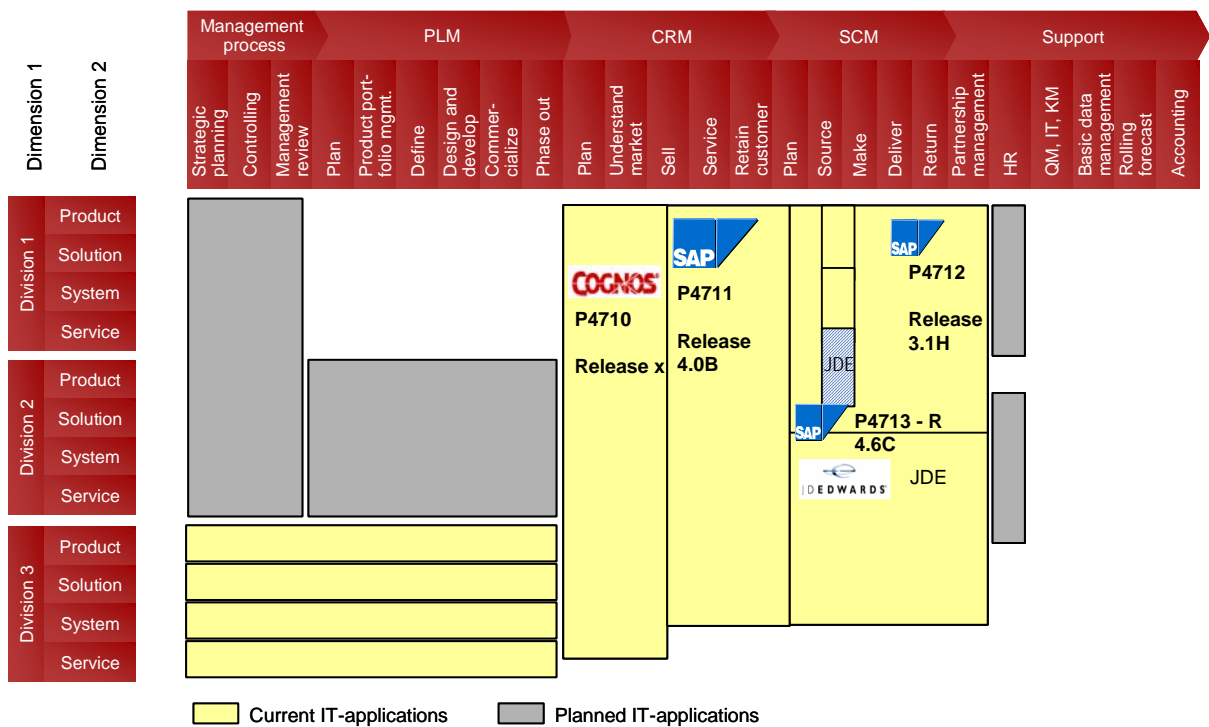 Management
process
PLM
CRM
SCM
Support
Dimension 1
Dimension 2
Strategic
planning
Controlling
Management
review
Plan
Product port-
folio mgmt.
Define
Design and
develop
Commer-
cialize
Phase out
Plan
Understand
market
Sell
Service
Retain
customer
Plan
Source
Make
Deliver
Return
Partnership
management
HR
QM, IT, KM
Basic data
management
Rolling
forecast
Accounting
Division 1
Product
Solution
System
Service
Division 2
Product
Solution
System
Service
Division 3
Product
Solution
System
Service
COGNOS
P4710
Release x
SAP
P4711
Release
4.0B
SAP
P4712
Release
3.1H
JDE
SAP
P4713 - R
4.6C
JDEDWARDS
JDE
Current IT-applications
Planned IT-applications